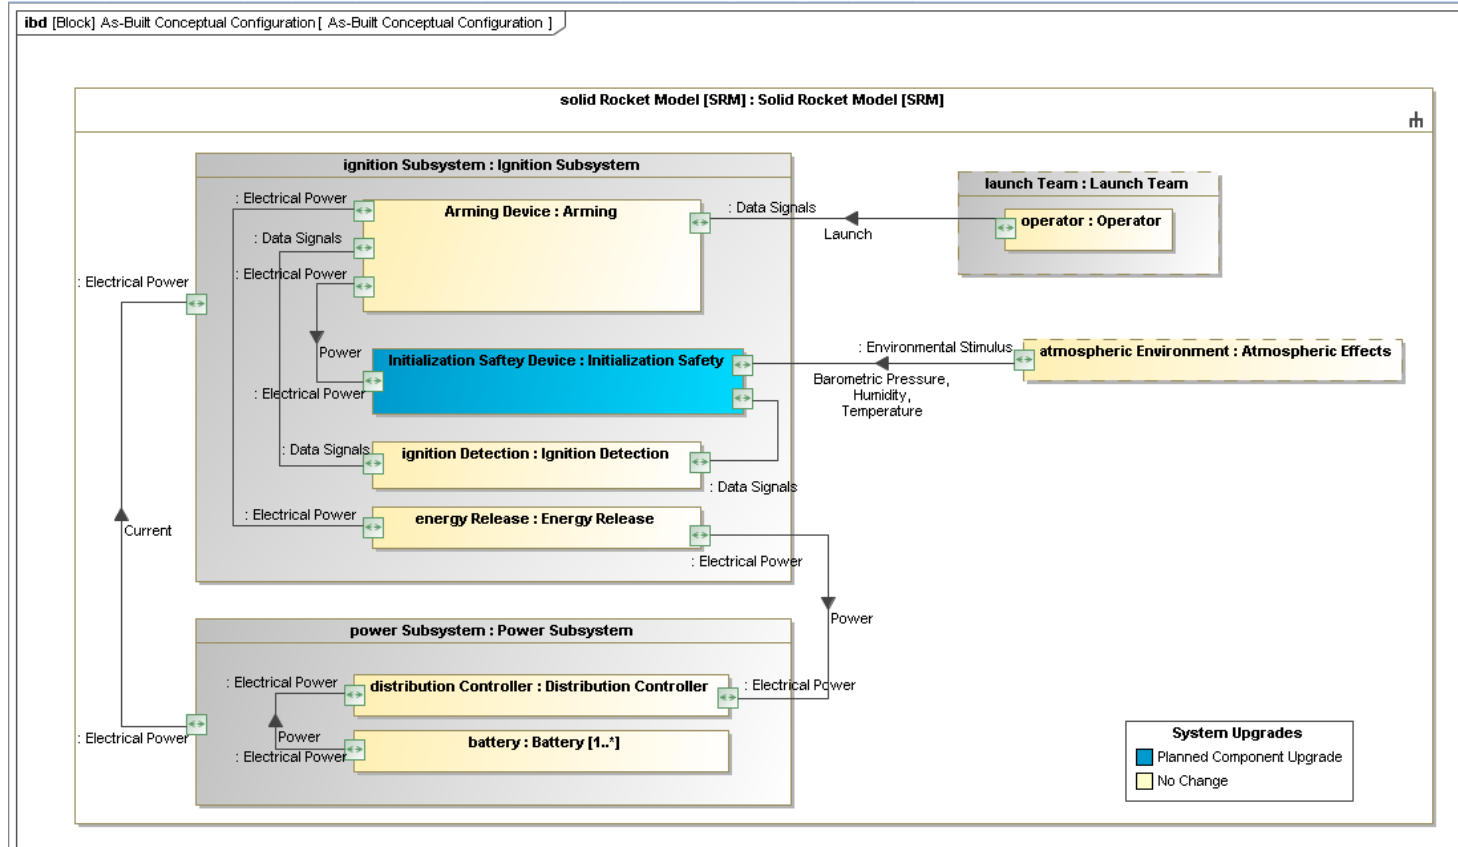 ibd [Block] As-Built Conceptual Configuration [ As-Built Conceptual Configuration ]
solid Rocket Model [SRM] : Solid Rocket Model [SRM]
ignition Subsystem : Ignition Subsystem
launch Team : Launch Team
: Electrical Power
Arming Device : Arming
: Data Signals
operator : Operator
Launch
: Data Signals
: Electrical Power
: Electrical Power
Power
Initialization Saftey Device : Initialization Safety
: Environmental Stimulus
atmospheric Environment : Atmospheric Effects
Barometric Pressure,
Humidity,
Temperature
: Electrical Power
: Data Signals
ignition Detection : Ignition Detection
: Data Signals
: Electrical Power
energy Release : Energy Release
Current
: Electrical Power
Power
power Subsystem : Power Subsystem
: Electrical Power
distribution Controller : Distribution Controller
: Electrical Power
Power
: Electrical Power
battery : Battery [1..*]
: Electrical Power
System Upgrades
Planned Component Upgrade
No Change